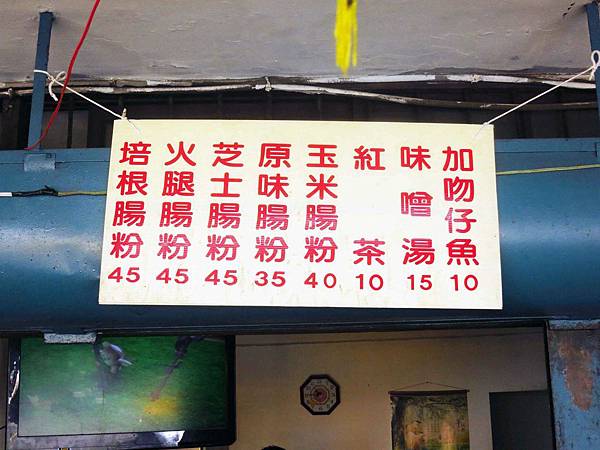 培根腸粉 45
火腿腸粉 45
芝士腸粉 45
原味腸粉 35
玉米腸粉 40
紅茶 10
味噌湯 15
加吻仔魚 10